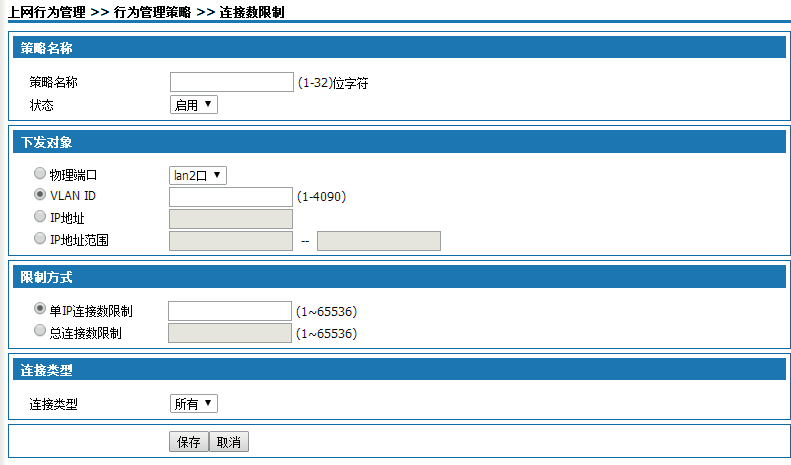 上网行为管理 >> 行为管理策略 >> 连接数限制
策略名称
策略名称 (1-32)位字符
状态 启用
下发对象
物理端口 lan2口
VLAN ID (1-4090)
IP地址
IP地址范围 --
限制方式
单IP连接数限制 (1~65536)
总连接数限制 (1~65536)
连接类型
连接类型 所有
保存 取消